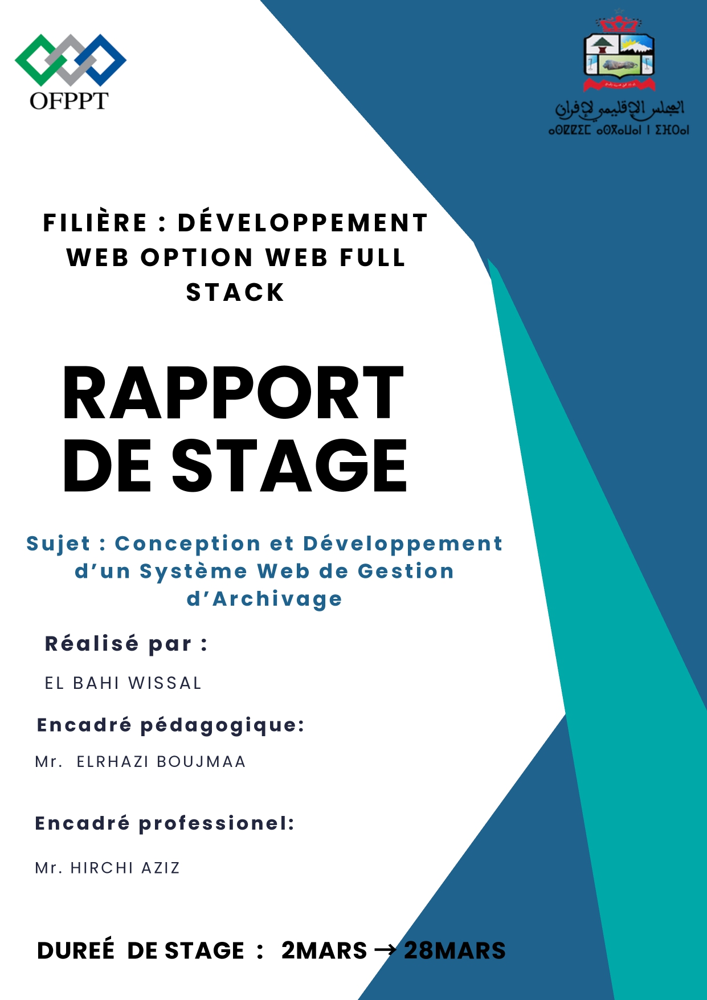 OFPPT
المجلس الإقليمي لإفران
ⴰⵙⵇⵇⵉⵎ ⴰⵙⴳⴰⵡⴰⵏ ⵏ ⵉⴼⵔⴰⵏ
FILIÈRE : DÉVELOPPEMENT
WEB OPTION WEB FULL
STACK
RAPPORT
DE STAGE
Sujet : Conception et Développement
d’un Système Web de Gestion
d’Archivage
Réalisé par :
EL BAHI WISSAL
Encadré pédagogique:
Mr. ELRHAZI BOUJMAA
Encadré professionel:
Mr. HIRCHI AZIZ
DUREÉ DE STAGE : 2MARS → 28MARS